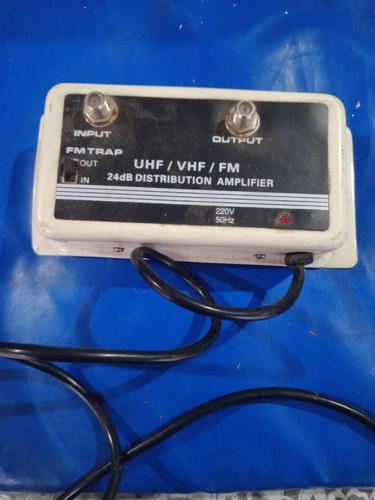 INPUT
OUTPUT
FM TRAP
OUT
IN
UHF / VHF / FM
24dB DISTRIBUTION AMPLIFIER
220V
50Hz